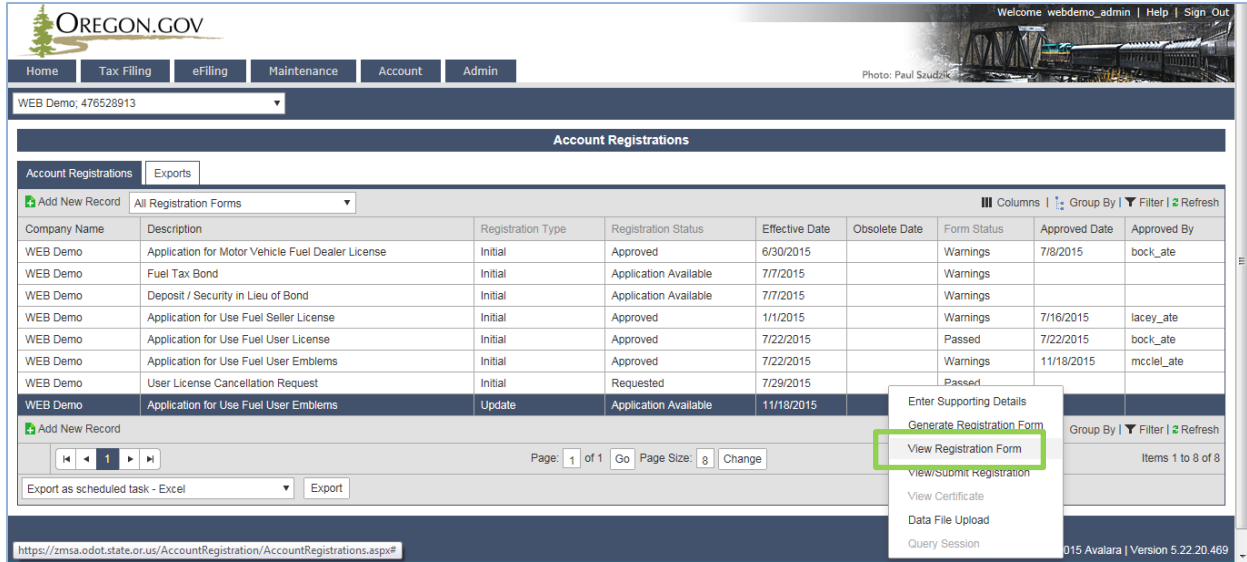 OREGON.GOV
Welcome webdemo_admin | Help | Sign Out
Home Tax Filing eFiling Maintenance Account Admin
Photo: Paul Szudzik
WEB Demo; 476528913
Account Registrations
Account Registrations Exports
Add New Record All Registration Forms Columns | Group By | Filter | Refresh
Company Name Description Registration Type Registration Status Effective Date Obsolete Date Form Status Approved Date Approved By
WEB Demo Application for Motor Vehicle Fuel Dealer License Initial Approved 6/30/2015 Warnings 7/8/2015 bock_ate
WEB Demo Fuel Tax Bond Initial Application Available 7/7/2015 Warnings
WEB Demo Deposit / Security in Lieu of Bond Initial Application Available 7/7/2015 Warnings
WEB Demo Application for Use Fuel Seller License Initial Approved 1/1/2015 Warnings 7/16/2015 lacey_ate
WEB Demo Application for Use Fuel User License Initial Approved 7/22/2015 Passed 7/22/2015 bock_ate
WEB Demo Application for Use Fuel User Emblems Initial Approved 7/22/2015 Warnings 11/18/2015 mcclel_ate
WEB Demo User License Cancellation Request Initial Requested 7/29/2015 Passed
WEB Demo Application for Use Fuel User Emblems Update Application Available 11/18/2015
Enter Supporting Details
Generate Registration Form
View Registration Form
View/Submit Registration
View Certificate
Data File Upload
Query Session
Add New Record Group By | Filter | Refresh
1 Page: 1 of 1 Go Page Size: 8 Change Items 1 to 8 of 8
Export as scheduled task - Excel Export
https://zmsa.odot.state.or.us/AccountRegistration/AccountRegistrations.aspx#
015 Avalara | Version 5.22.20.469